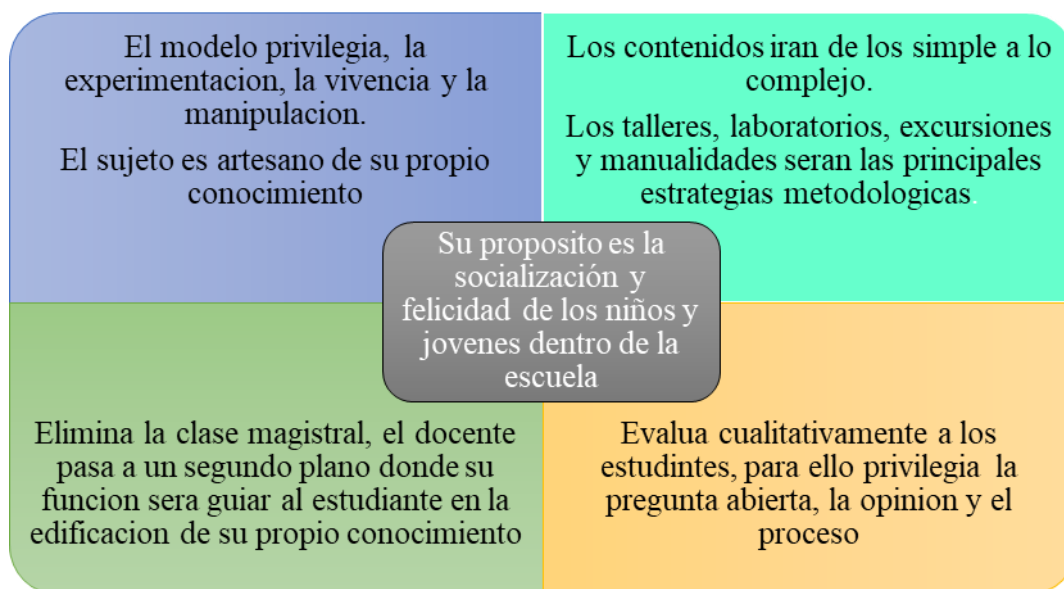 El modelo privilegia, la
experimentacion, la vivencia y la
manipulacion.
El sujeto es artesano de su propio
conocimiento
Los contenidos iran de los simple a lo
complejo.
Los talleres, laboratorios, excursiones
y manualidades seran las principales
estrategias metodologicas.
Su proposito es la
socialización y
felicidad de los niños y
jovenes dentro de la
escuela
Elimina la clase magistral, el docente
pasa a un segundo plano donde su
funcion sera guiar al estudiante en la
edificacion de su propio conocimiento
Evalua cualitativamente a los
estudintes, para ello privilegia la
pregunta abierta, la opinion y el
proceso